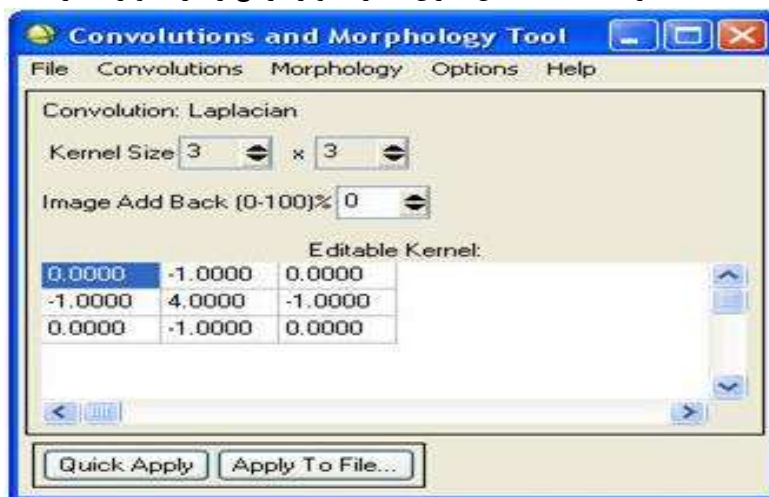 Convolutions and Morphology Tool
File Convolutions Morphology Options Help
Convolution: Laplacian
Kernel Size 3 x 3
Image Add Back (0-100)% 0
Editable Kernel:
0.0000 -1.0000 0.0000
-1.0000 4.0000 -1.0000
0.0000 -1.0000 0.0000
Quick Apply Apply To File...